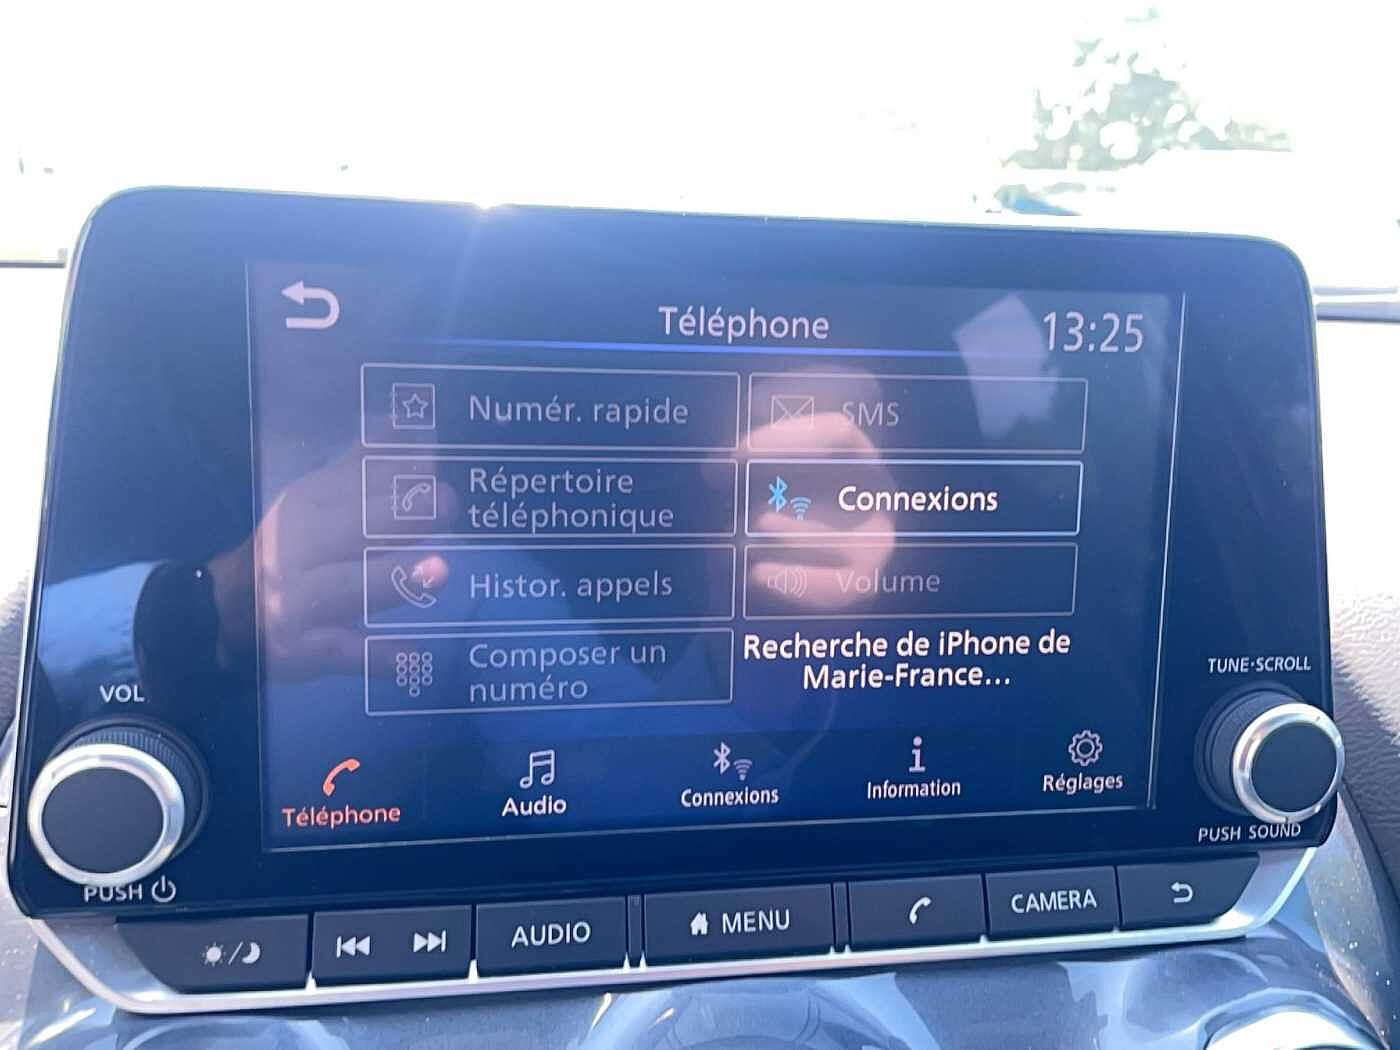 Téléphone
13:25
Numér. rapide
SMS
Répertoire
téléphonique
Connexions
Histor. appels
Volume
Composer un
numéro
Recherche de iPhone de
Marie-France...
Téléphone
Audio
Connexions
Information
Réglages
VOL
PUSH
TUNE·SCROLL
PUSH SOUND
AUDIO
MENU
CAMERA